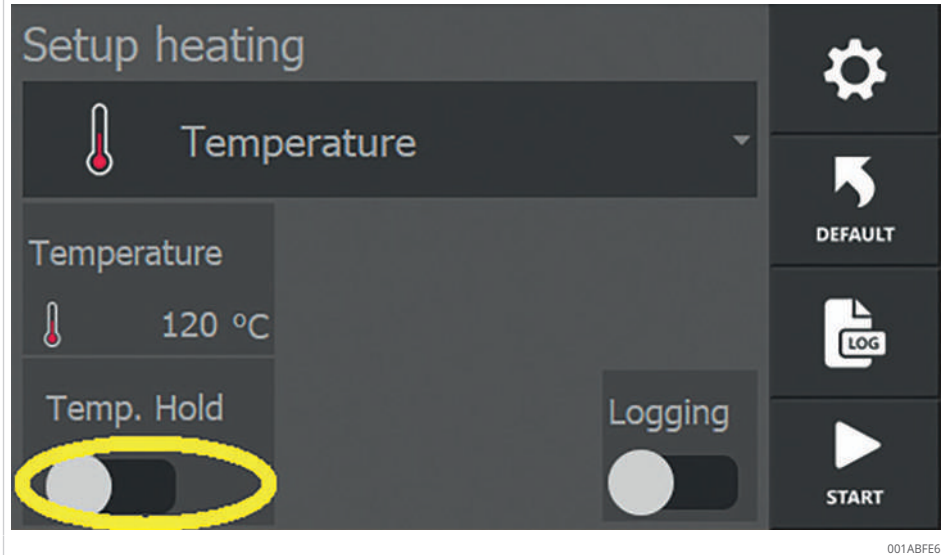 Setup heating
Temperature
DEFAULT
Temperature
120 °C
LOG
Temp. Hold
Logging
START
001ABFE6